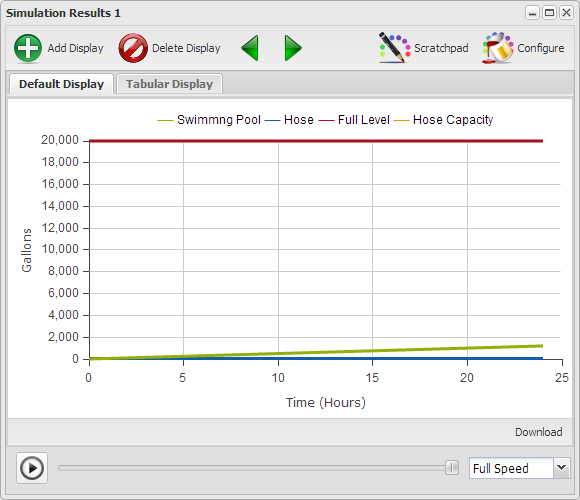 Simulation Results 1
Add Display Delete Display Scratchpad Configure
Default Display Tabular Display
Swimmng Pool Hose Full Level Hose Capacity
20,000
18,000
16,000
14,000
12,000
10,000
8,000
6,000
4,000
2,000
0
Gallons
0 5 10 15 20 25
Time (Hours)
Download
Full Speed